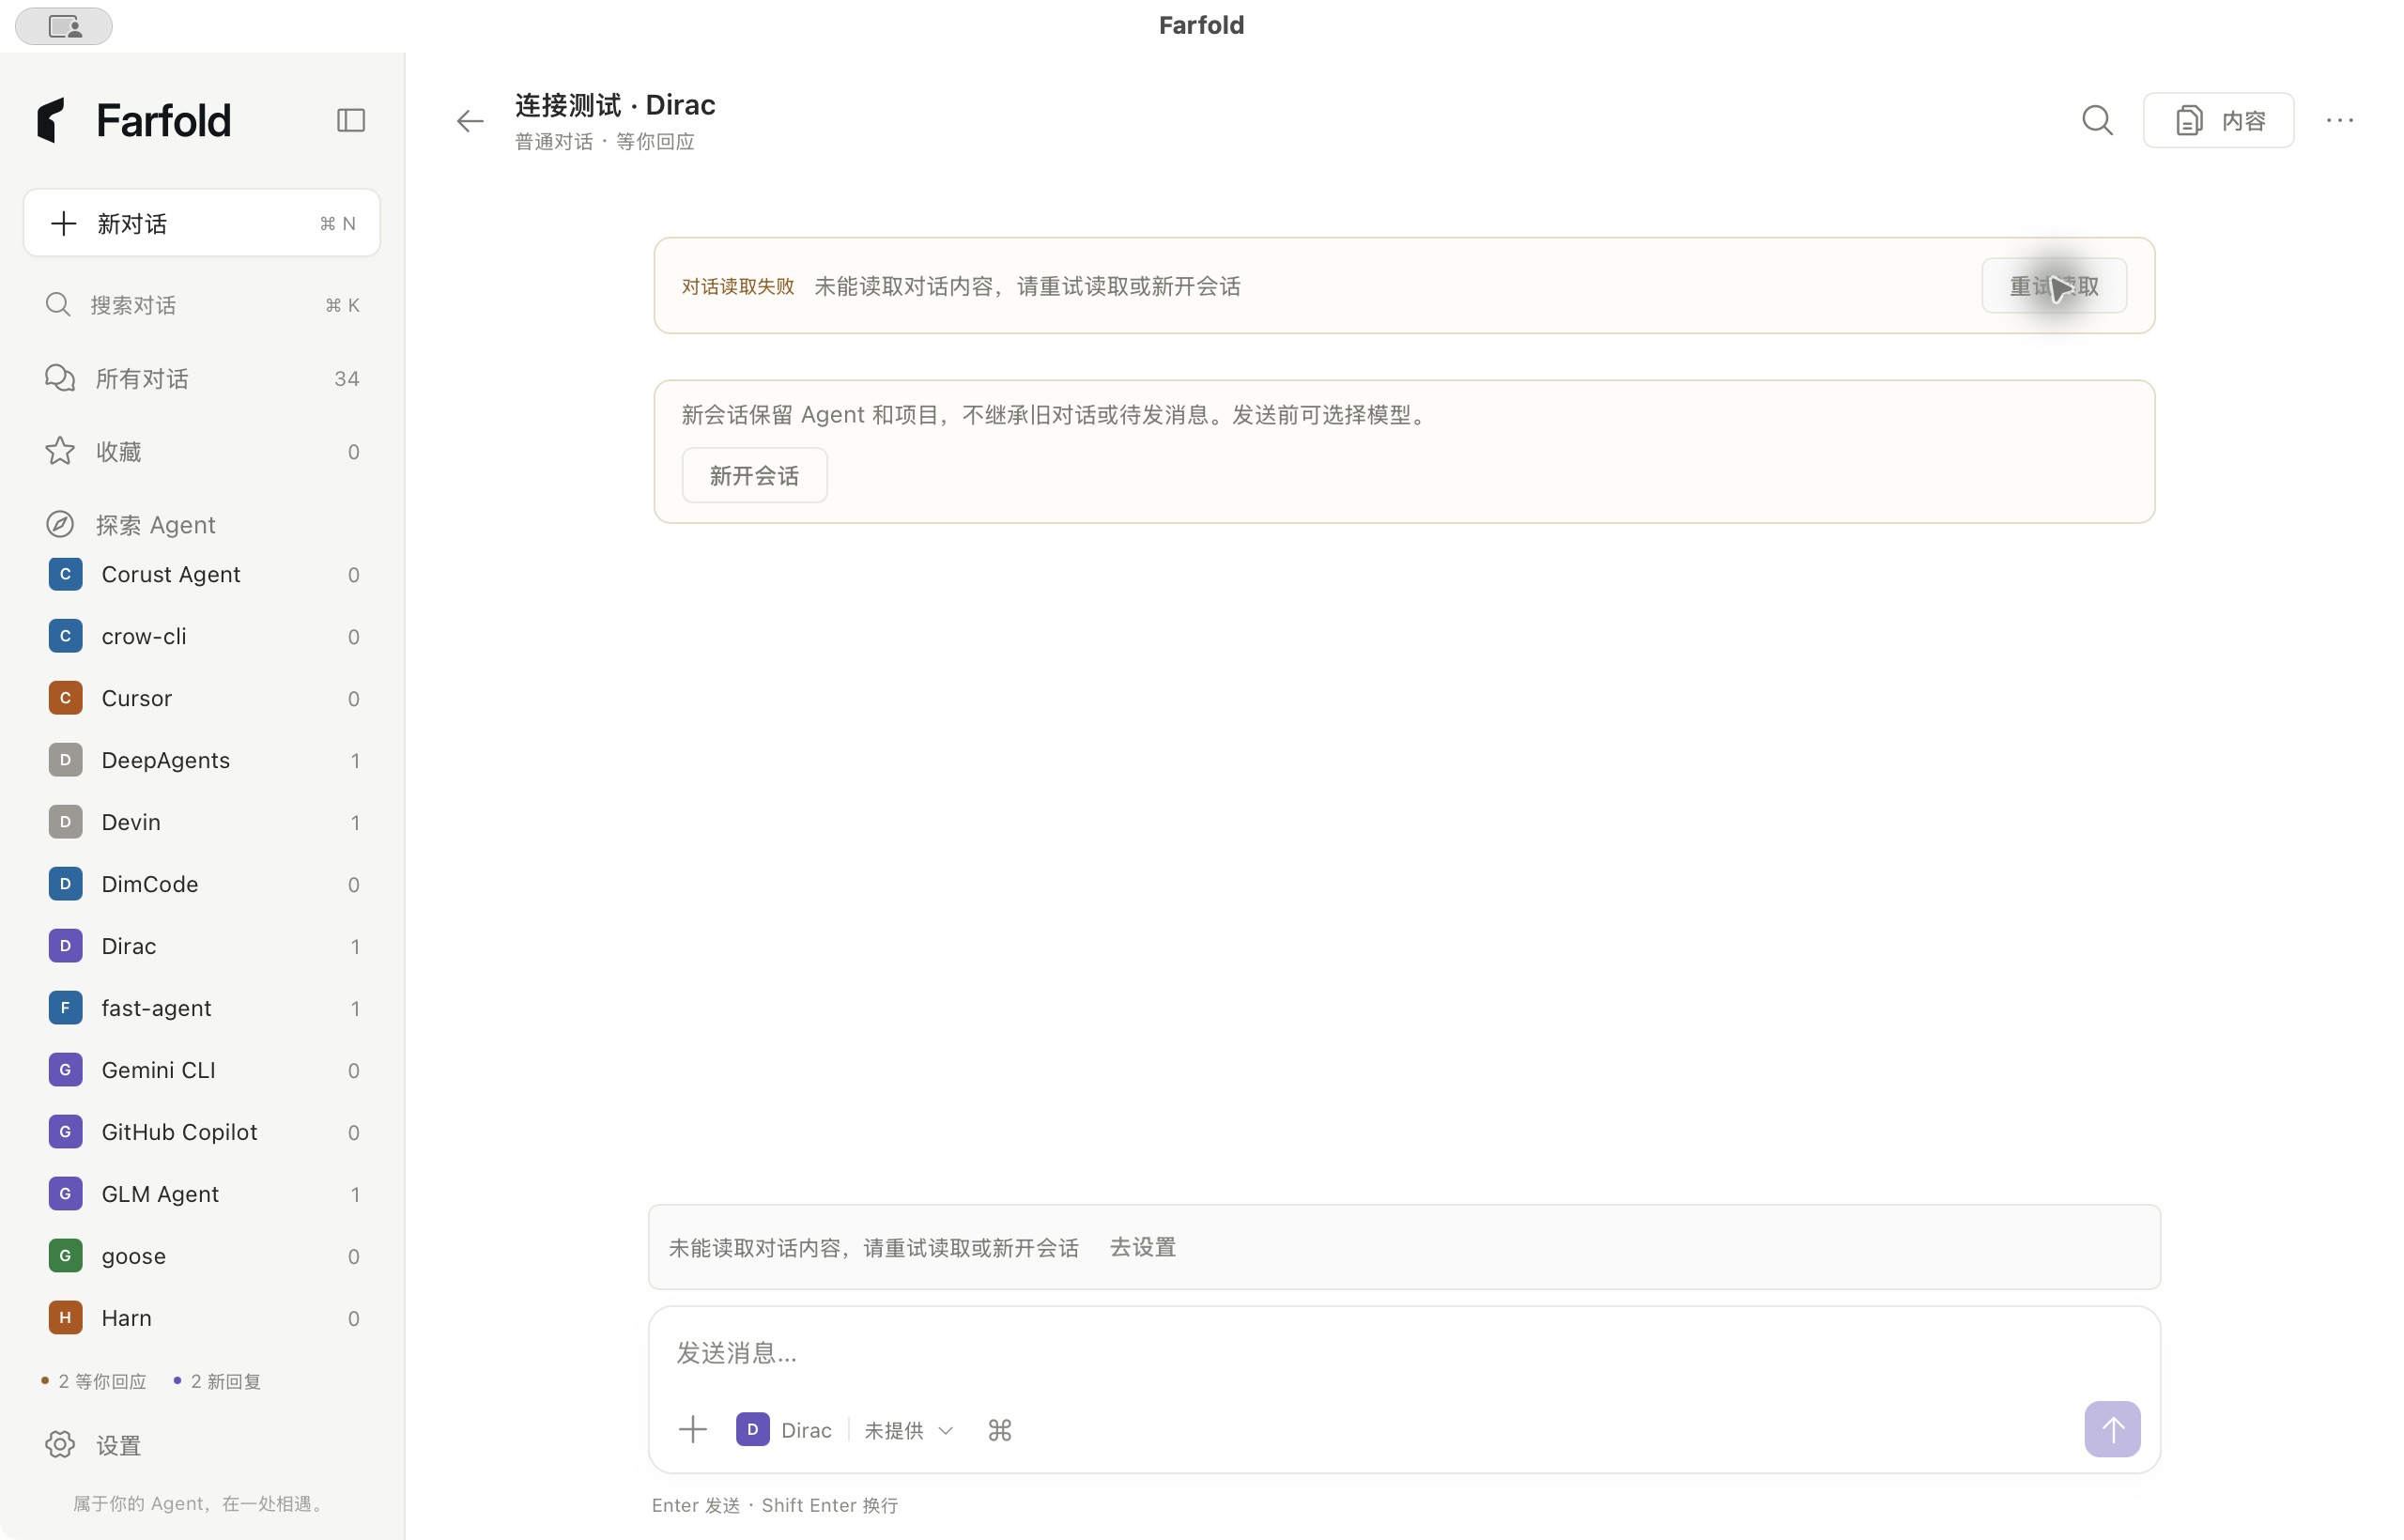 Farfold
Farfold
新对话 ⌘ N
搜索对话 ⌘ K
所有对话 34
收藏 0
探索 Agent
C Corust Agent 0
C crow-cli 0
C Cursor 0
D DeepAgents 1
D Devin 1
D DimCode 0
D Dirac 1
F fast-agent 1
G Gemini CLI 0
G GitHub Copilot 0
G GLM Agent 1
G goose 0
H Harn 0
2 等你回应 2 新回复
设置
属于你的 Agent，在一处相遇。
连接测试 · Dirac
普通对话 · 等你回应
内容
对话读取失败 未能读取对话内容，请重试读取或新开会话
重试读取
新会话保留 Agent 和项目，不继承旧对话或待发消息。发送前可选择模型。
新开会话
未能读取对话内容，请重试读取或新开会话 去设置
发送消息...
D Dirac 未提供 ⌘
Enter 发送 · Shift Enter 换行